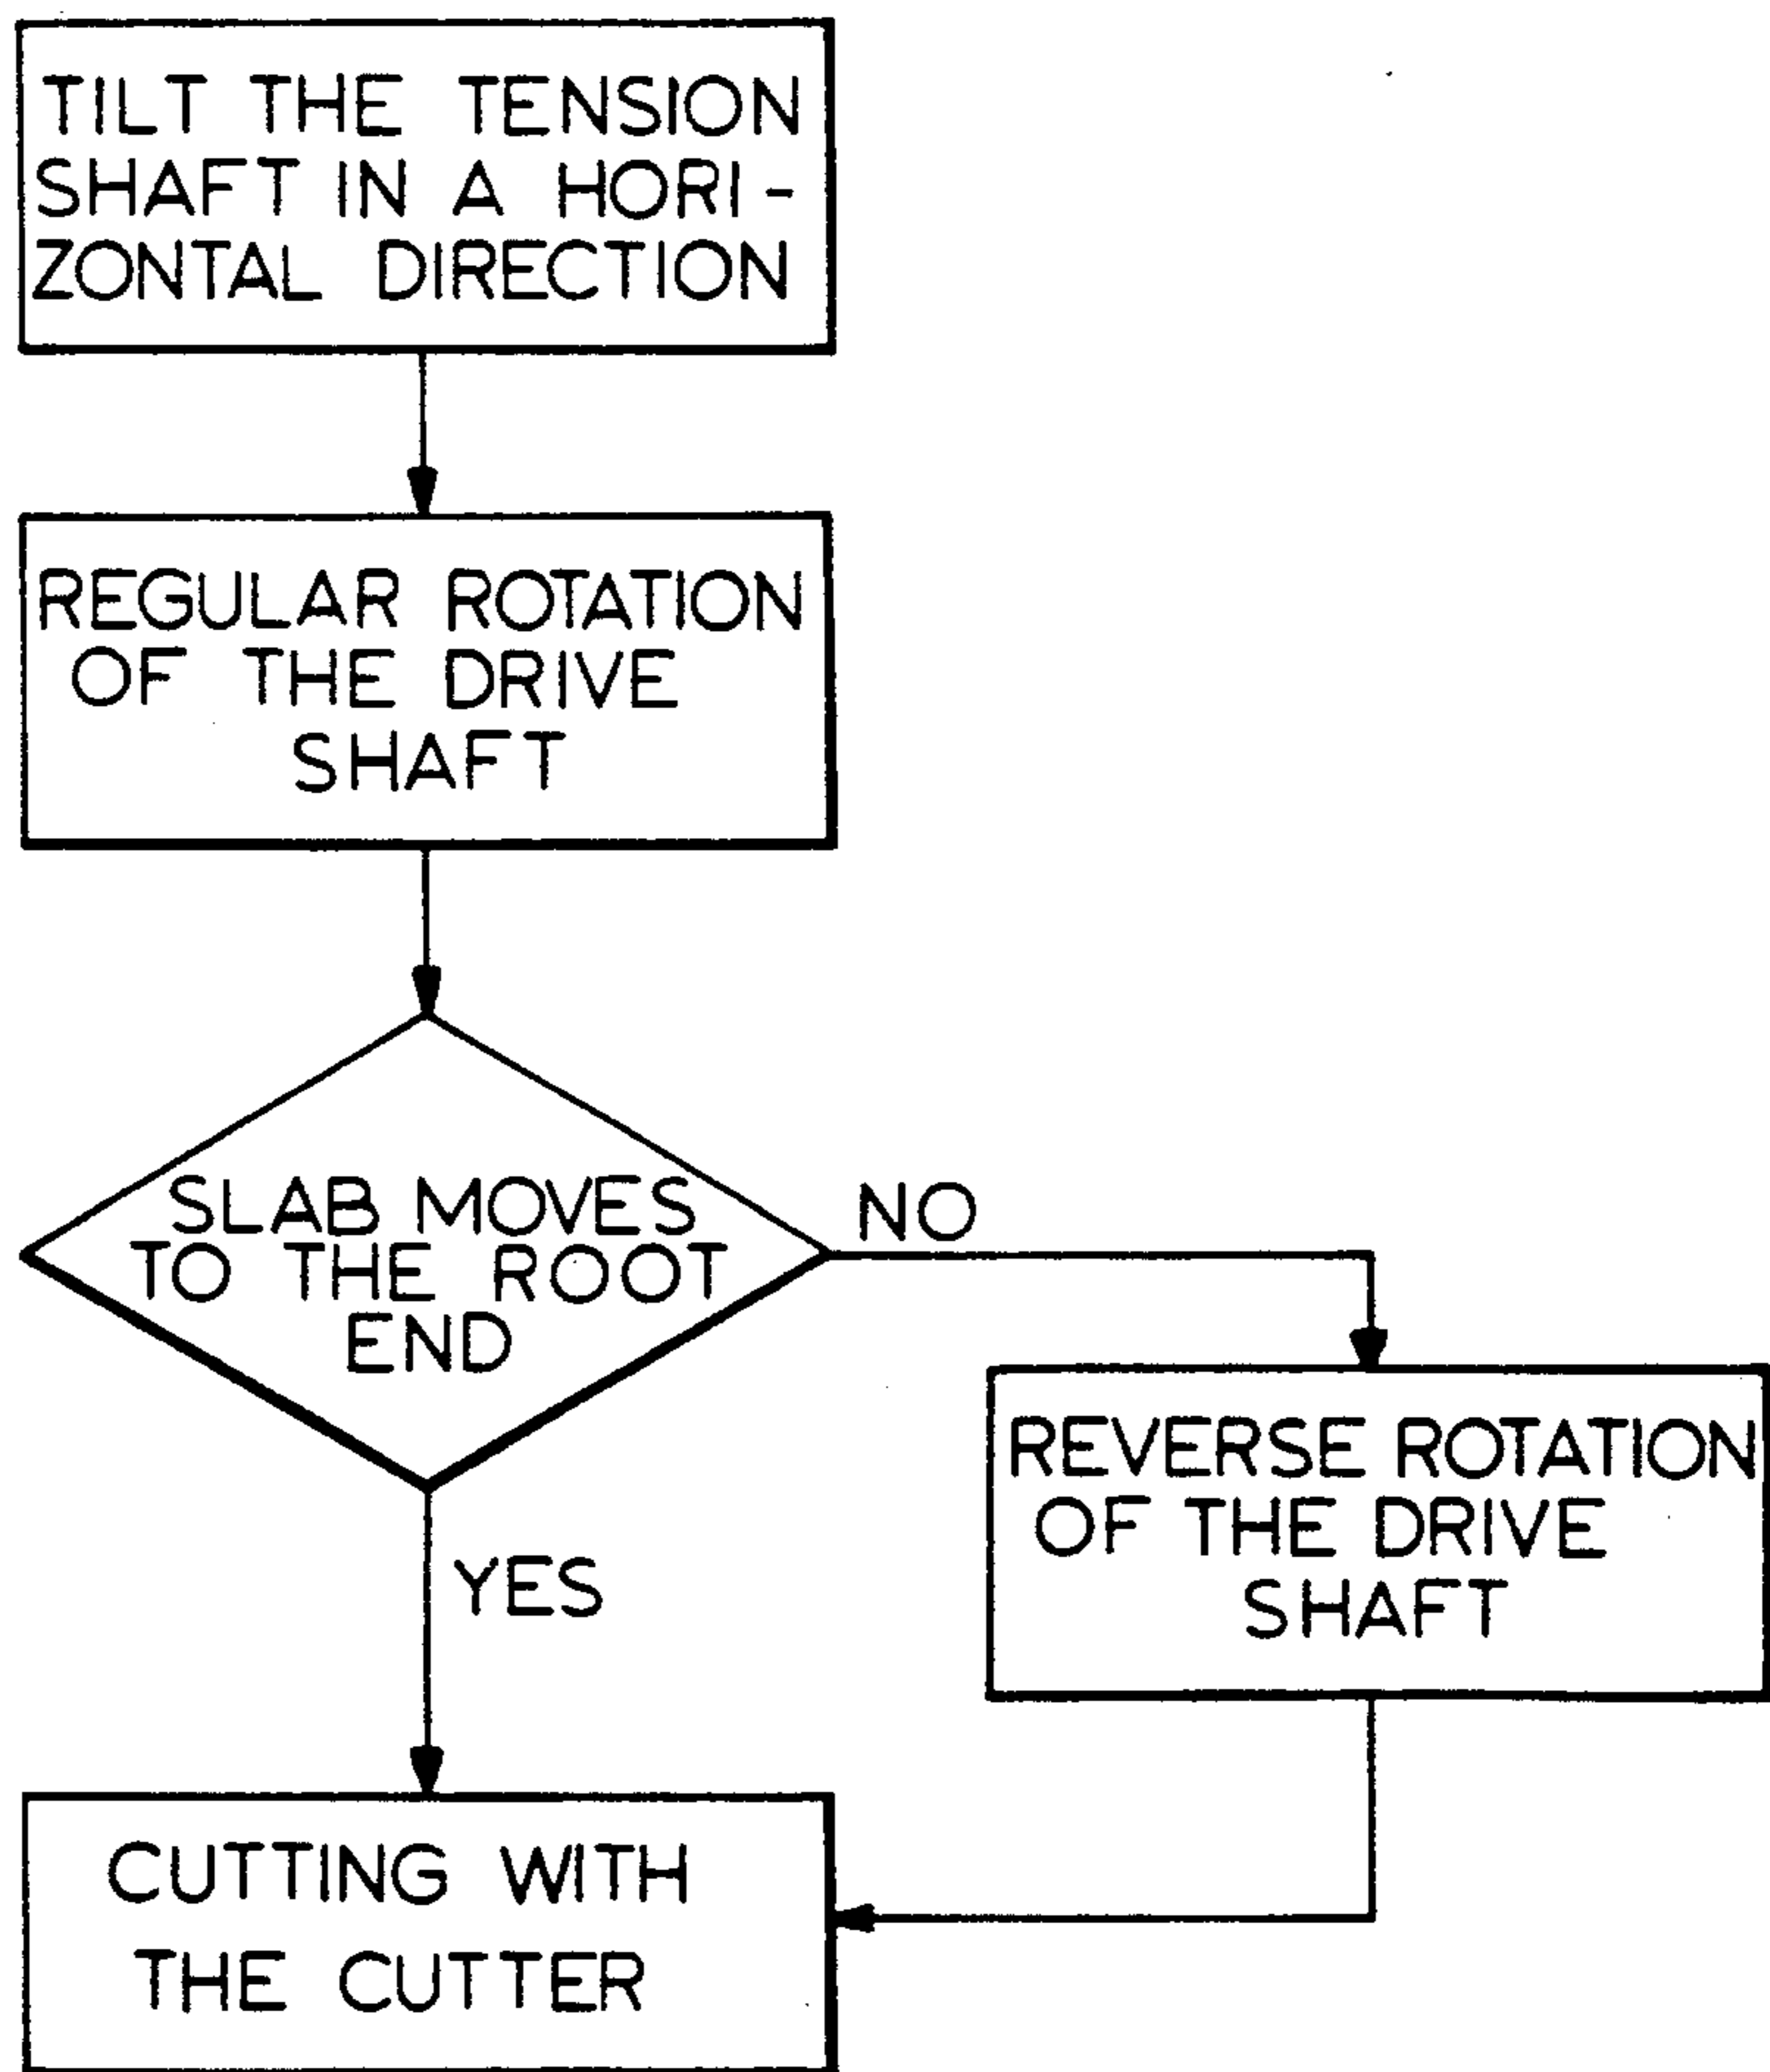 TILT THE TENSION
SHAFT IN A HORI-
ZONTAL DIRECTION
REGULAR ROTATION
OF THE DRIVE
SHAFT
SLAB MOVES
TO THE ROOT
END
NO
REVERSE ROTATION
OF THE DRIVE
SHAFT
YES
CUTTING WITH
THE CUTTER